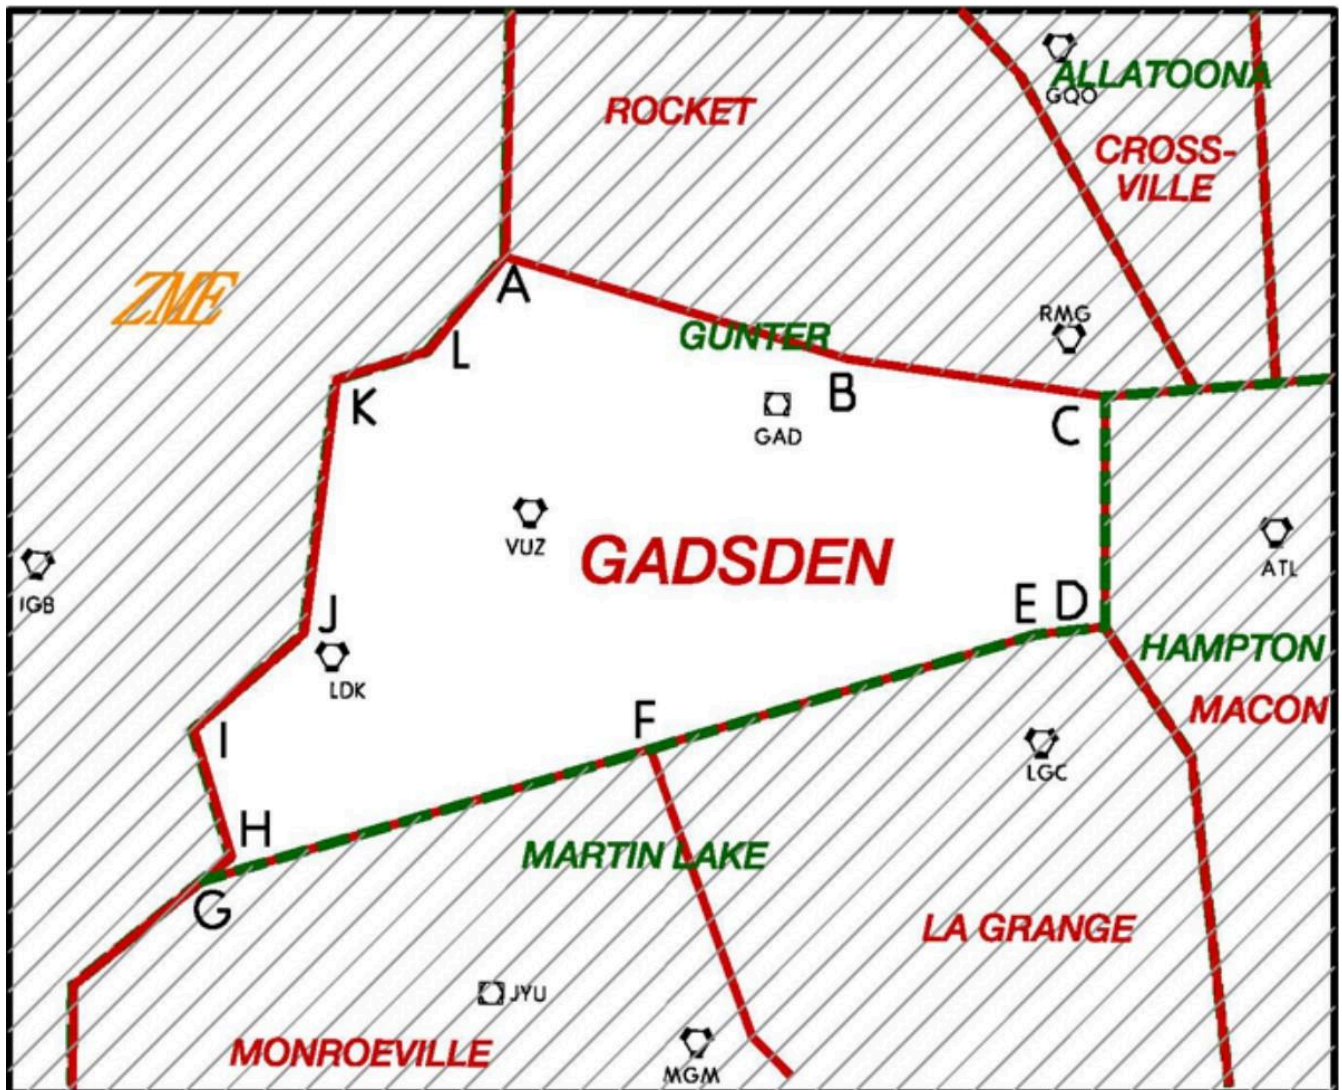 ALLATOONA
GQO
ROCKET
CROSS-
VILLE
ZME
A
RMG
GUNTER
L
B
K
C
GAD
VUZ
GADSDEN
ATL
IGB
E D
J
HAMPTON
LDK
MACON
F
I
LGC
H
MARTIN LAKE
G
LA GRANGE
JYU
MONROEVILLE
MGM